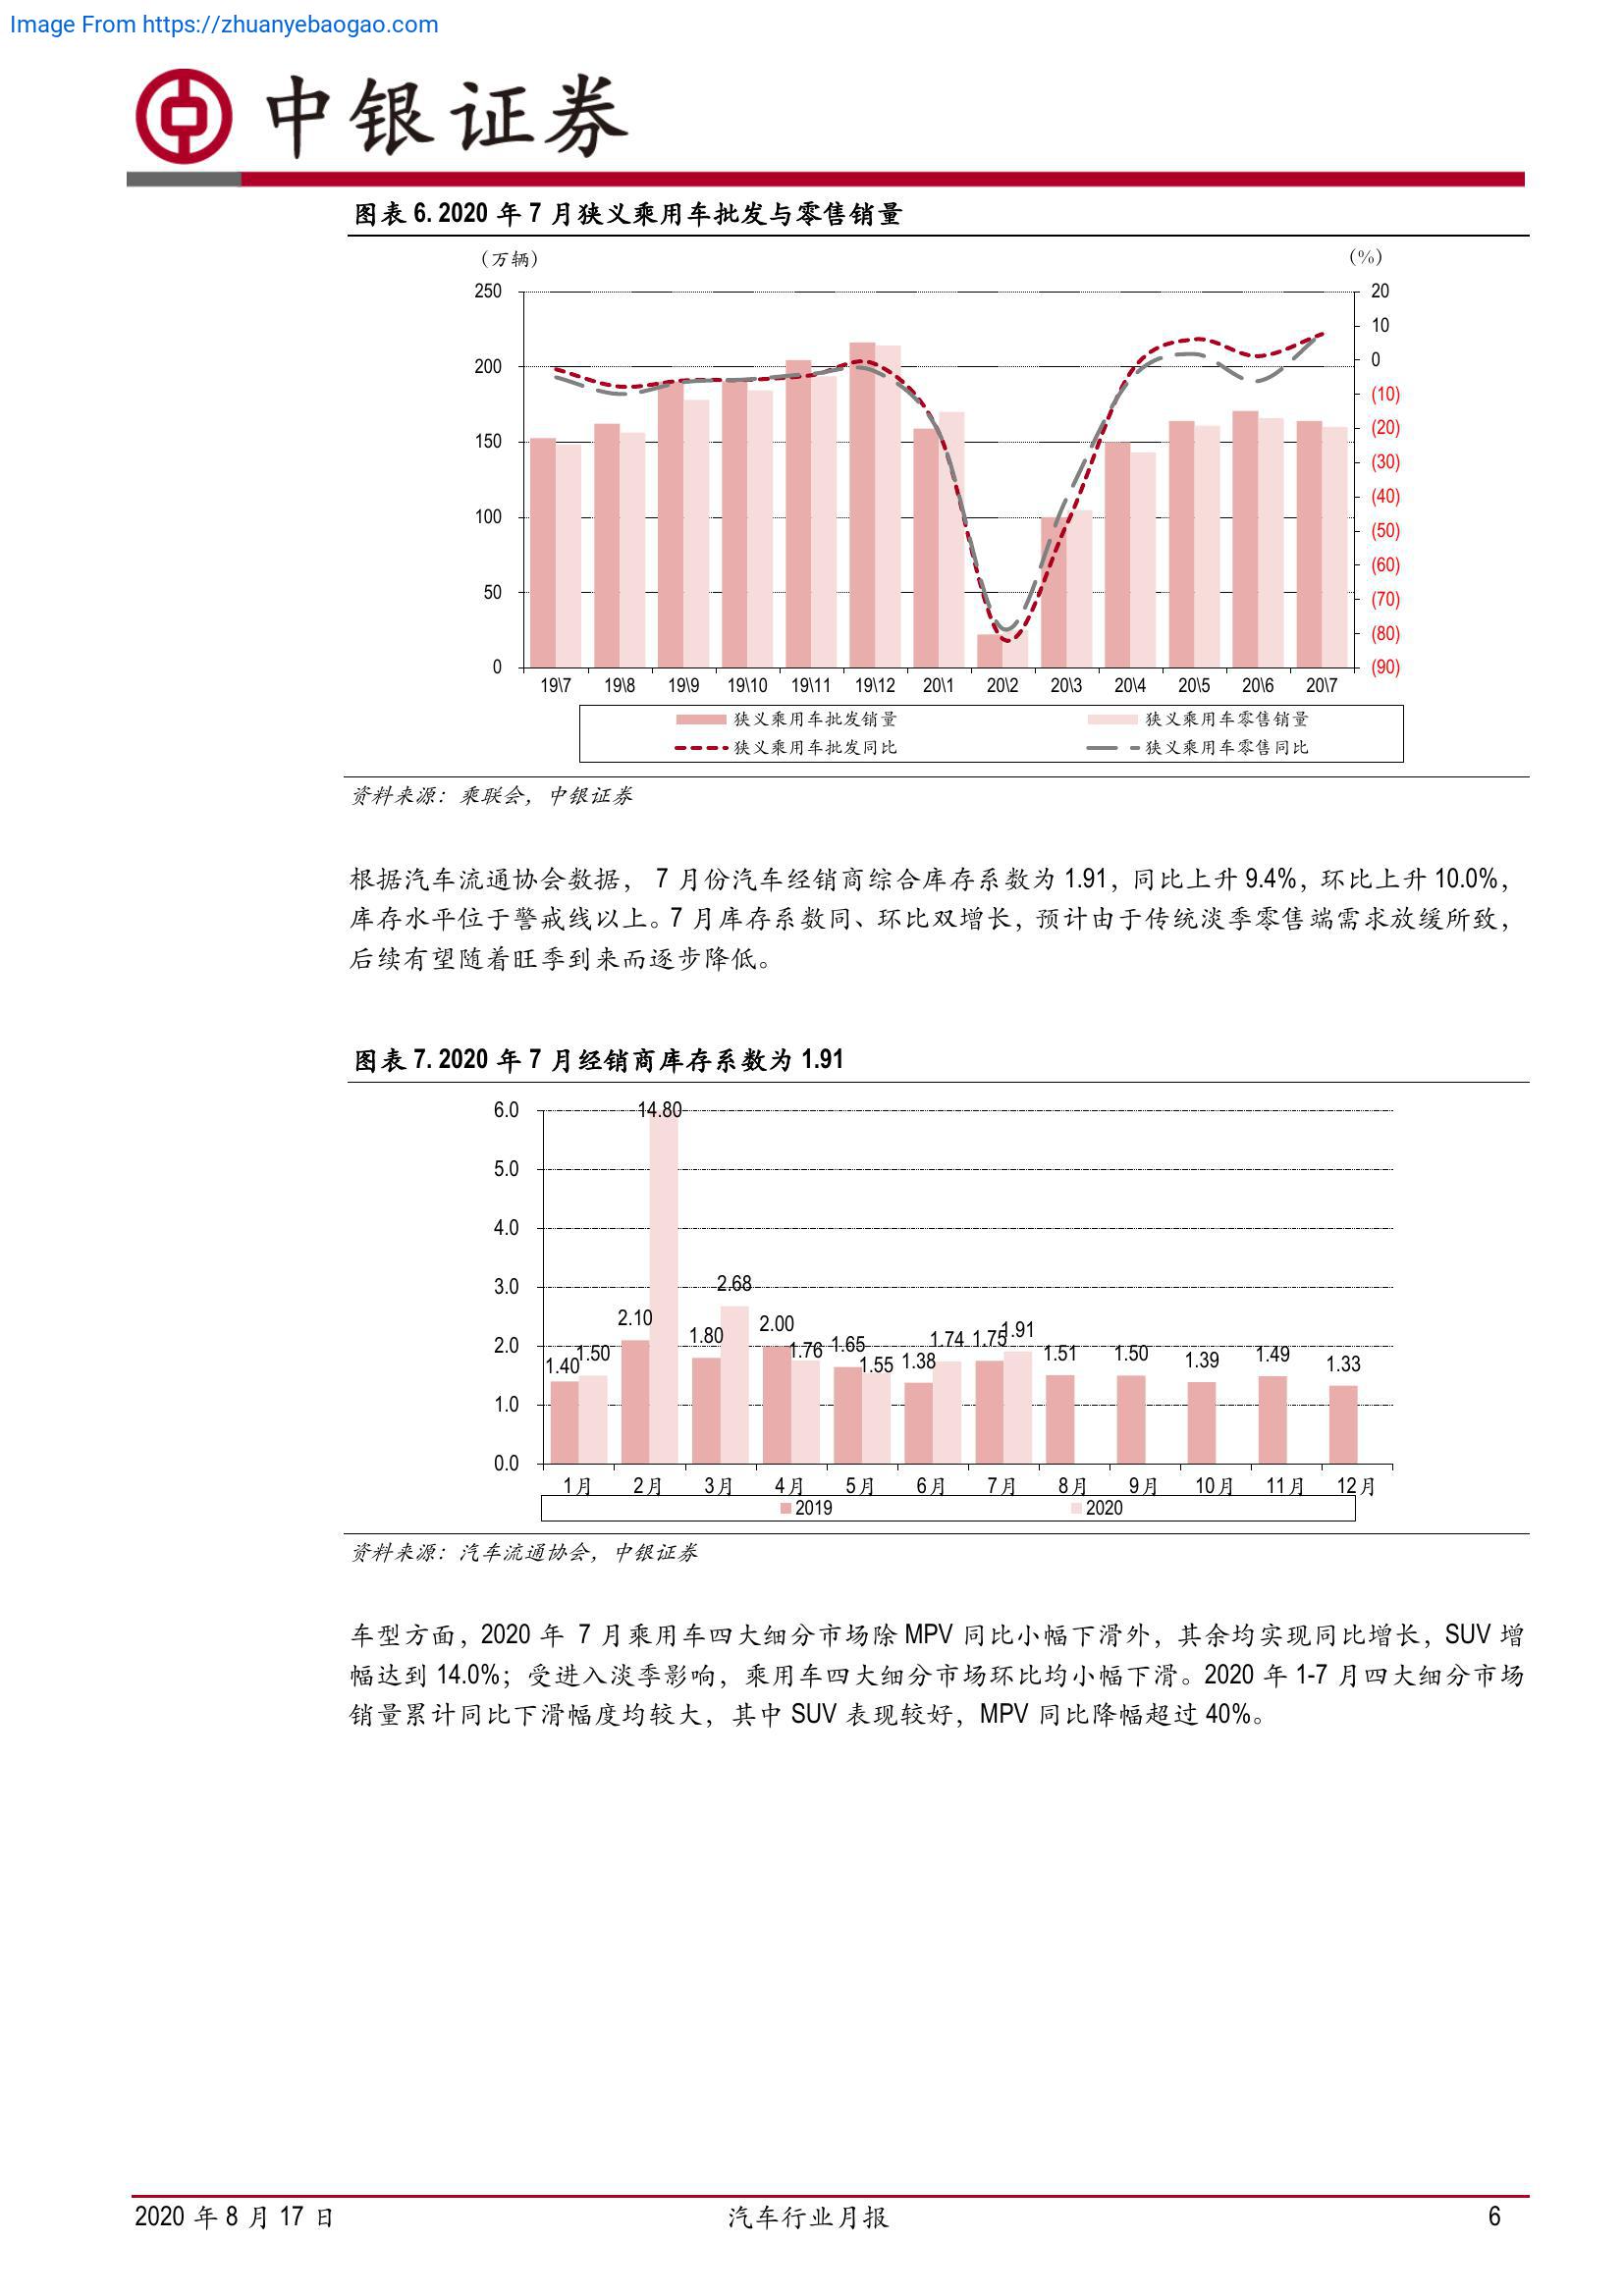 Image From https://zhuanyebaogao.com
中银证券
图表 6. 2020 年 7 月狭义乘用车批发与零售销量
（万辆） （%）
250 20
10
200 0
(10)
150 (20)
(30)
100 (40)
(50)
50 (60)
(70)
(80)
0 (90)
19\7 19\8 19\9 19\10 19\11 19\12 20\1 20\2 20\3 20\4 20\5 20\6 20\7
狭义乘用车批发销量 狭义乘用车零售销量
狭义乘用车批发同比 狭义乘用车零售同比
资料来源：乘联会，中银证券
根据汽车流通协会数据， 7 月份汽车经销商综合库存系数为 1.91，同比上升 9.4%，环比上升 10.0%，
库存水平位于警戒线以上。7 月库存系数同、环比双增长，预计由于传统淡季零售端需求放缓所致，
后续有望随着旺季到来而逐步降低。
图表 7. 2020 年 7 月经销商库存系数为 1.91
6.0 14.80
5.0
4.0
3.0 2.68
2.10 1.80 2.00
2.0 1.40 1.50 1.76 1.65 1.55 1.38 1.74 1.75 1.91 1.51 1.50 1.39 1.49 1.33
1.0
0.0
1月 2月 3月 4月 5月 6月 7月 8月 9月 10月 11月 12月
2019 2020
资料来源：汽车流通协会，中银证券
车型方面，2020 年 7 月乘用车四大细分市场除 MPV 同比小幅下滑外，其余均实现同比增长，SUV 增
幅达到 14.0%；受进入淡季影响，乘用车四大细分市场环比均小幅下滑。2020 年 1-7 月四大细分市场
销量累计同比下滑幅度均较大，其中 SUV 表现较好，MPV 同比降幅超过 40%。
2020 年 8 月 17 日 汽车行业月报 6